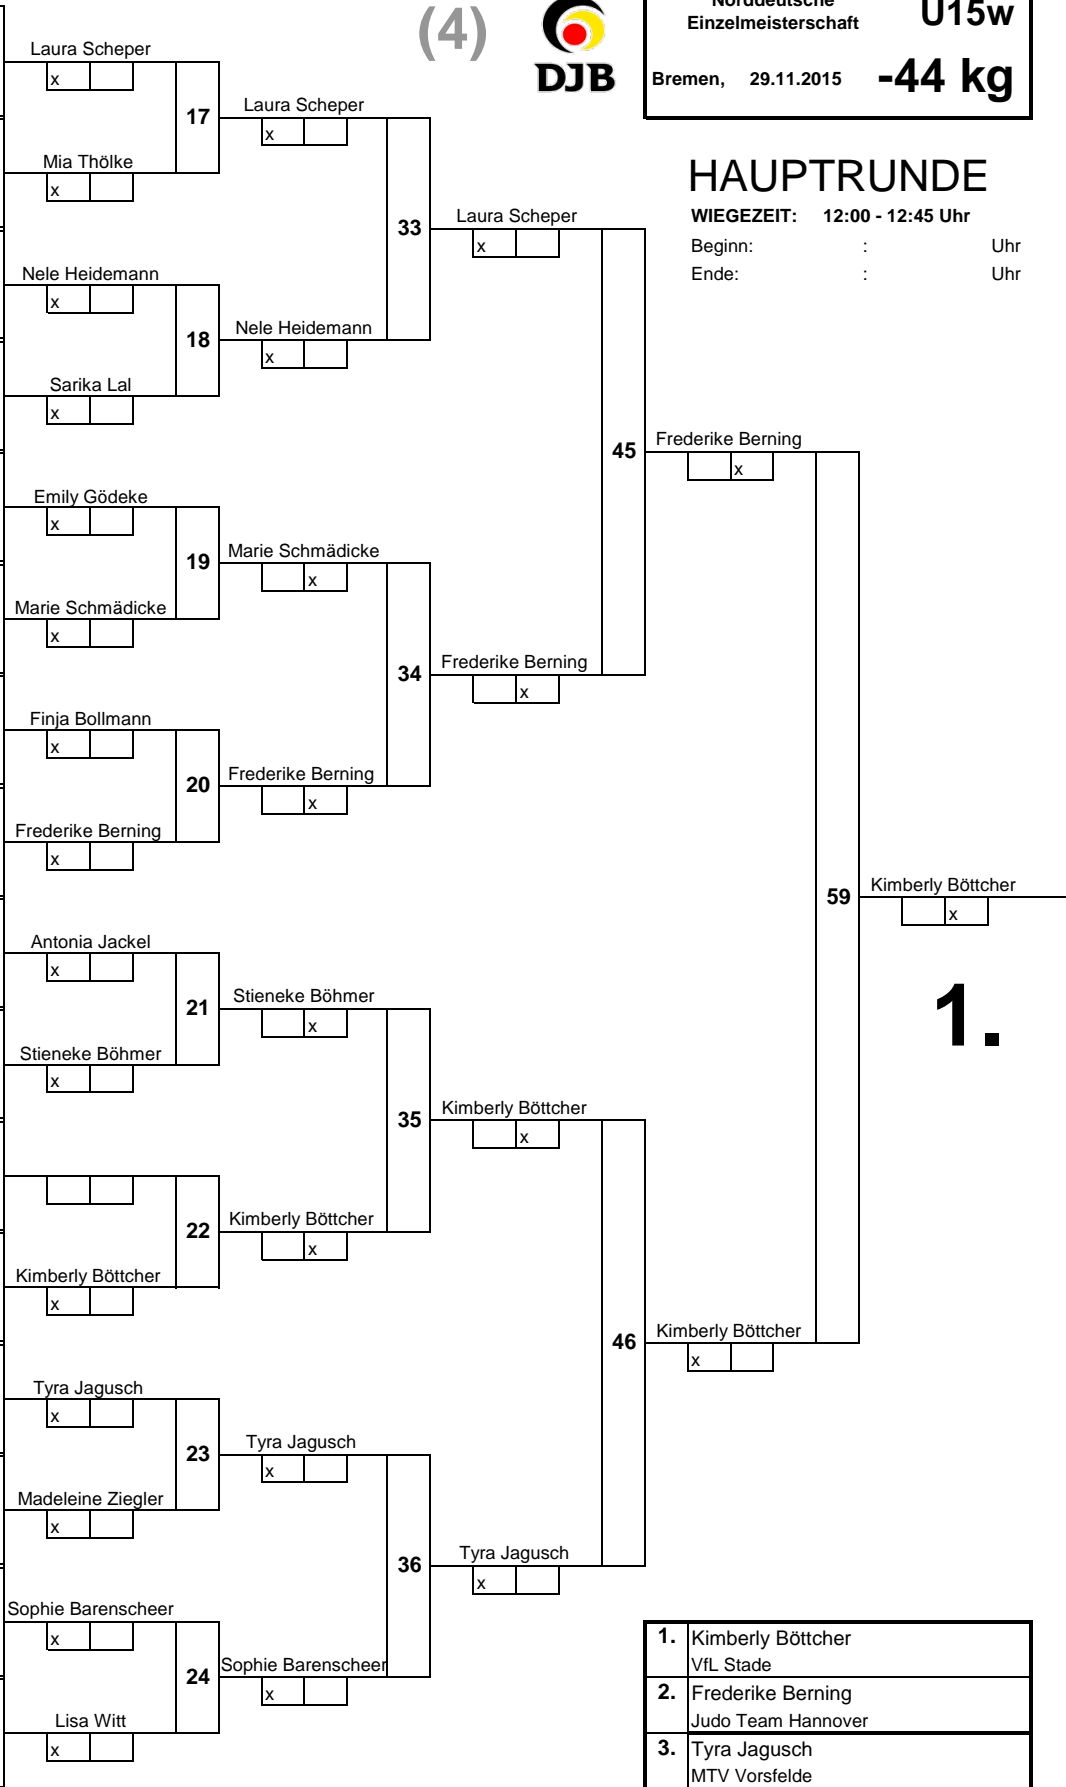 (4)
DJB
Norddeutsche
Einzelmeisterschaft
U15w
Bremen, 29.11.2015
-44 kg
HAUPTRUNDE
WIEGEZEIT: 12:00 - 12:45 Uhr
Beginn: : Uhr
Ende: : Uhr
Laura Scheper
x
17
Mia Thölke
x
Nele Heidemann
x
18
Sarika Lal
x
Emily Gödeke
x
19
Marie Schmädicke
x
Finja Bollmann
x
20
Frederike Berning
x
Antonia Jackel
x
21
Stieneke Böhmer
x
22
Kimberly Böttcher
x
Tyra Jagusch
x
23
Madeleine Ziegler
x
Sophie Barenscheer
x
24
Lisa Witt
x
Laura Scheper
x
33
Nele Heidemann
x
Marie Schmädicke
x
34
Frederike Berning
x
Stieneke Böhmer
x
35
Kimberly Böttcher
x
Tyra Jagusch
x
36
Sophie Barenscheer
x
Laura Scheper
x
45
Frederike Berning
x
Kimberly Böttcher
x
46
Tyra Jagusch
x
Frederike Berning
x
59
Kimberly Böttcher
x
Kimberly Böttcher
x
1.
1. Kimberly Böttcher
VfL Stade
2. Frederike Berning
Judo Team Hannover
3. Tyra Jagusch
MTV Vorsfelde